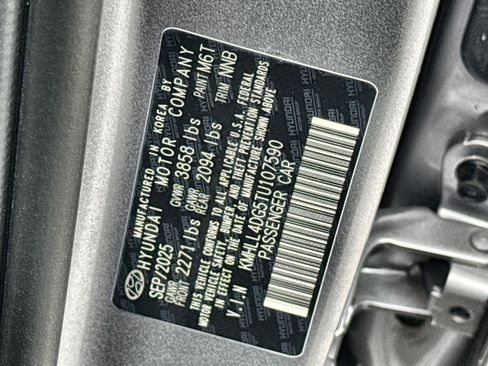 MANUFACTURED IN KOREA BY
HYUNDAI MOTOR COMPANY
SEP/2025 GVWR 3858 lbs PAINT M6T
GAWR FRONT 2271 lbs GAWR REAR 2094 lbs TRIM NNB
THIS VEHICLE CONFORMS TO ALL APPLICABLE U.S.A. FEDERAL
MOTOR VEHICLE SAFETY, BUMPER, AND THEFT PREVENTION STANDARDS
IN EFFECT ON THE DATE OF MANUFACTURE SHOWN ABOVE
V.I.N KMHLL4DG5TU107590
PASSENGER CAR